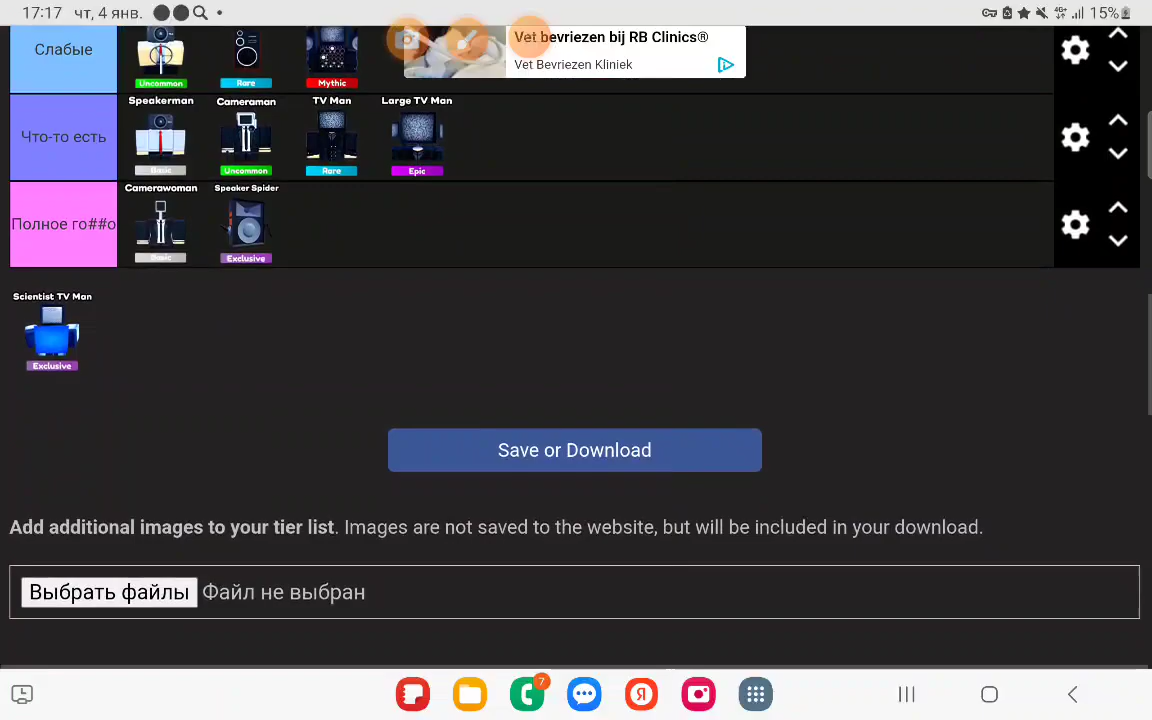 17:17 чт, 4 янв. 15%
Vet bevriezen bij RB Clinics®
Vet Bevriezen Kliniek
Слабые
Uncommon Rare Mythic
Speakerman Cameraman TV Man Large TV Man
Что-то есть
Basic Uncommon Rare Epic
Camerawoman Speaker Spider
Полное го##о
Basic Exclusive
Scientist TV Man
Exclusive
Save or Download
Add additional images to your tier list. Images are not saved to the website, but will be included in your download.
Выбрать файлы Файл не выбран
7
Я